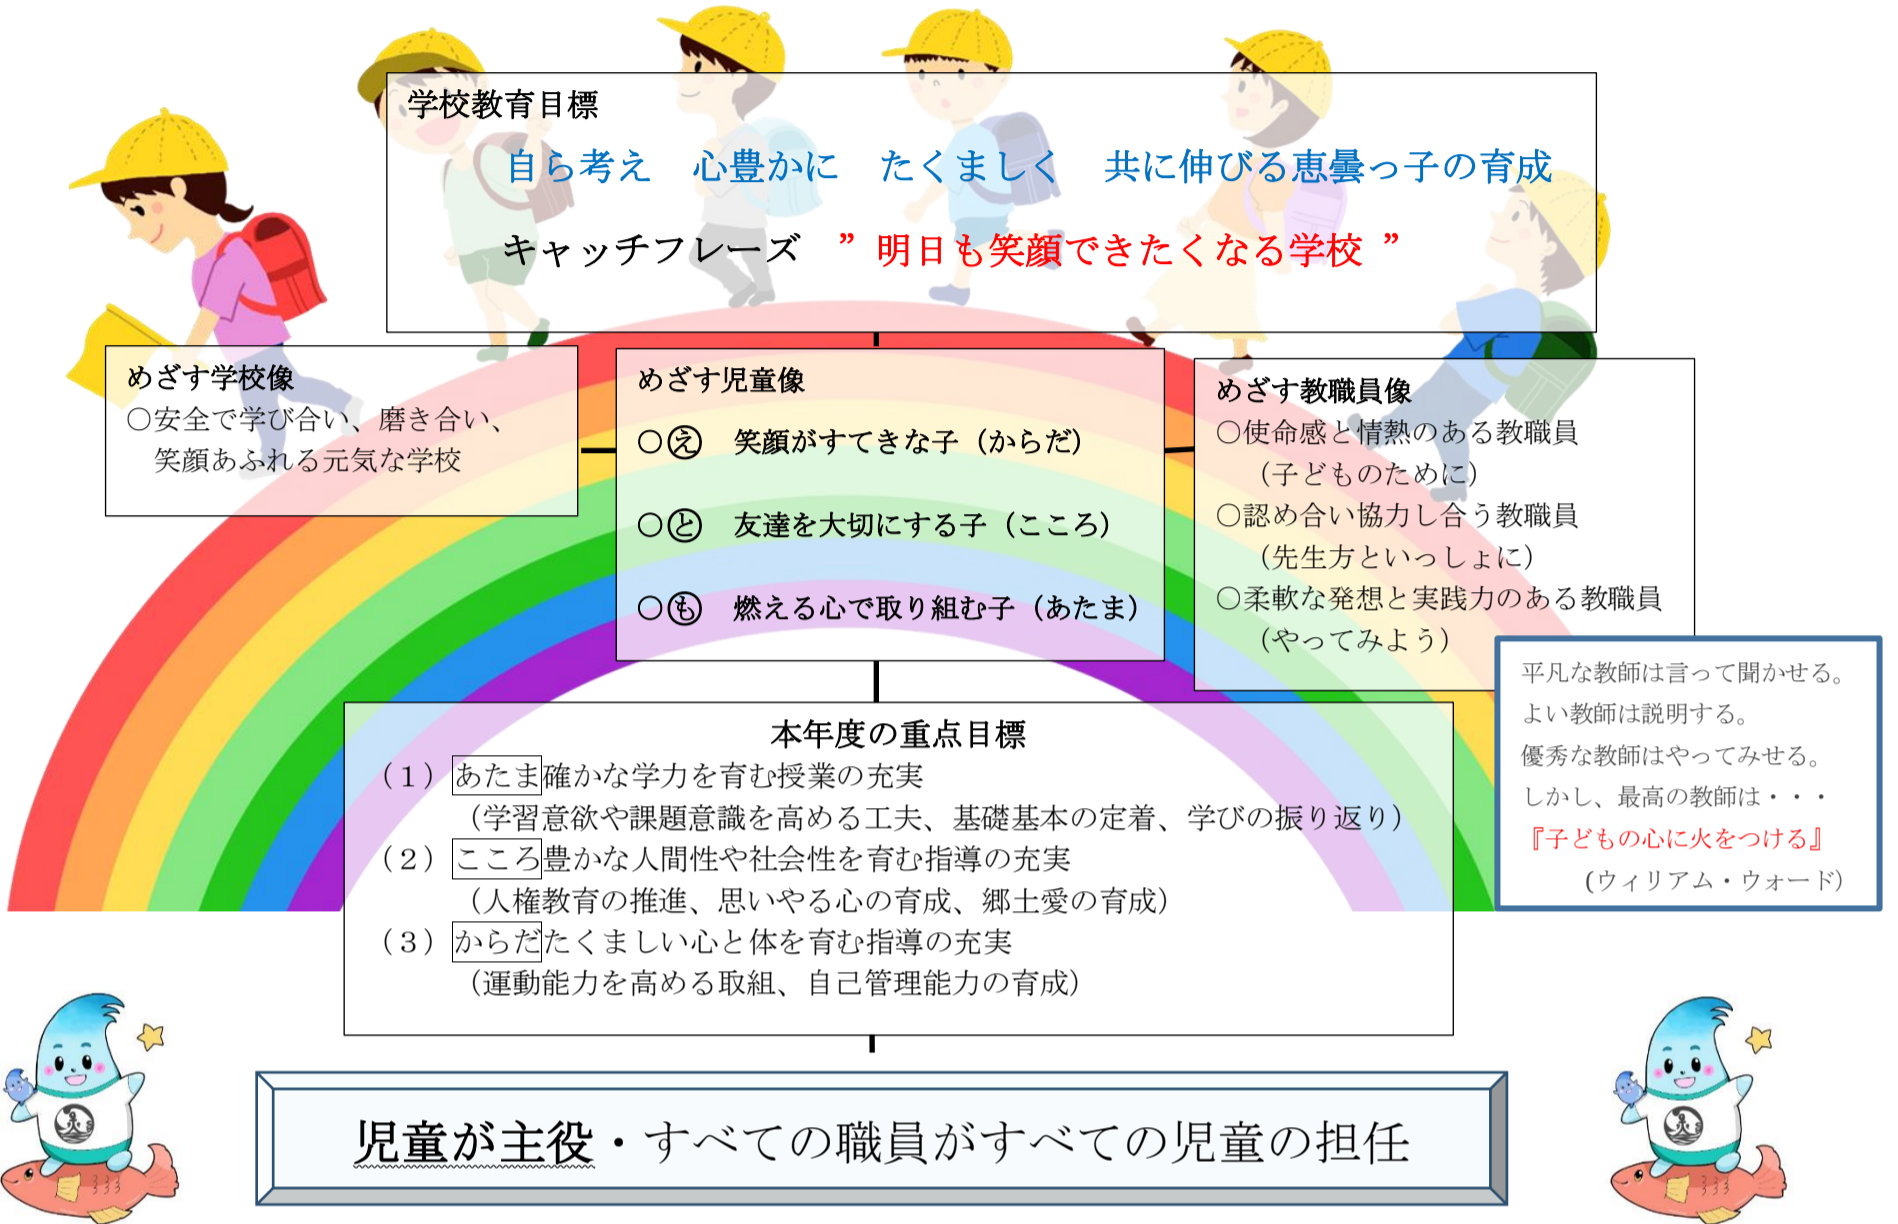 学校教育目標
自ら考え　心豊かに　たくましく　共に伸びる恵曇っ子の育成
キャッチフレーズ　”明日も笑顔できたくなる学校 ”
めざす学校像
○安全で学び合い、磨き合い、
笑顔あふれる元気な学校
めざす児童像
○え　笑顔がすてきな子（からだ）
○と　友達を大切にする子（こころ）
○も　燃える心で取り組む子（あたま）
めざす教職員像
○使命感と情熱のある教職員
（子どものために）
○認め合い協力し合う教職員
（先生方といっしょに）
○柔軟な発想と実践力のある教職員
（やってみよう）
平凡な教師は言って聞かせる。
よい教師は説明する。
優秀な教師はやってみせる。
しかし、最高の教師は・・・
『子どもの心に火をつける』
（ウィリアム・ウォード）
本年度の重点目標
（１）あたま確かな学力を育む授業の充実
（学習意欲や課題意識を高める工夫、基礎基本の定着、学びの振り返り）
（２）こころ豊かな人間性や社会性を育む指導の充実
（人権教育の推進、思いやる心の育成、郷土愛の育成）
（３）からだたくましい心と体を育む指導の充実
（運動能力を高める取組、自己管理能力の育成）
児童が主役・すべての職員がすべての児童の担任